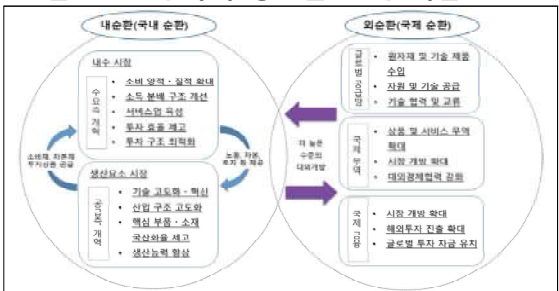 내순환(국내 순환)
외순환(국제 순환)
내수 시장
수요측 개혁
• 소비 양적·질적 확대
• 소득 분배 구조 개선
• 서비스업 육성
• 투자 효율 제고
• 투자 구조 최적화
소비재, 자본재
투자상품 공급
노동, 자본,
토지 등 제공
생산요소 시장
공급측 개혁
• 기술 고도화·혁신
• 산업 구조 고도화
• 핵심 부품·소재
국산화율 제고
• 생산능력 향상
더 높은
수준의
대외개방
글로벌 공급망
• 원자재 및 기술 제품
수입
• 자원 및 기술 공급
• 기술 협력 및 교류
국제 무역
• 상품 및 서비스 무역
확대
• 시장 개방 확대
• 대외경제협력 강화
국제 금융
• 시장 개방 확대
• 해외투자 진출 확대
• 글로벌 투자 자금 유치